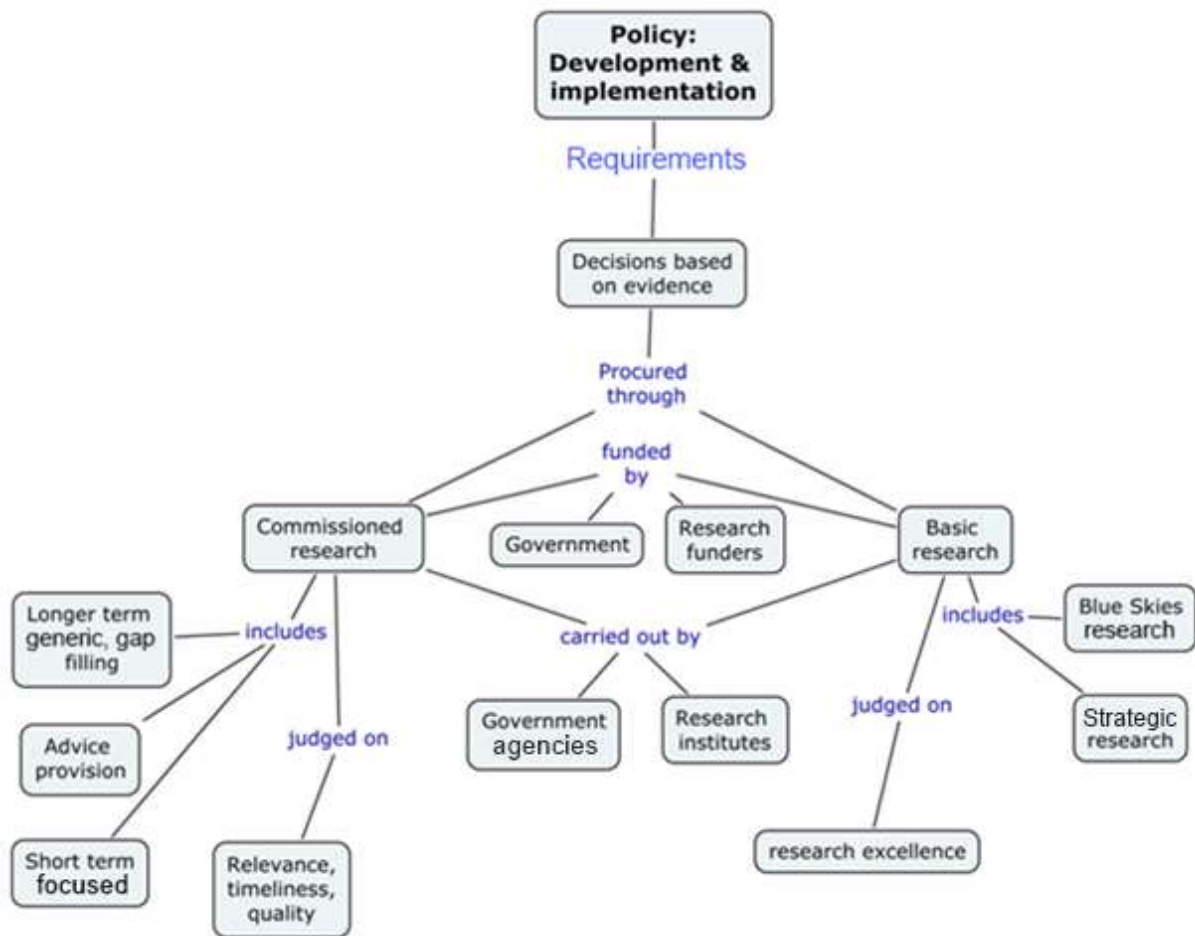 Policy:
Development &
implementation
Requirements
Decisions based
on evidence
Procured
through
funded
by
Commissioned
research
Government
Research
funders
Basic
research
Longer term
generic, gap
filling
includes
carried out by
includes
Blue Skies
research
Advice
provision
judged on
Government
agencies
Research
institutes
judged on
Strategic
research
Short term
focused
Relevance,
timeliness,
quality
research excellence